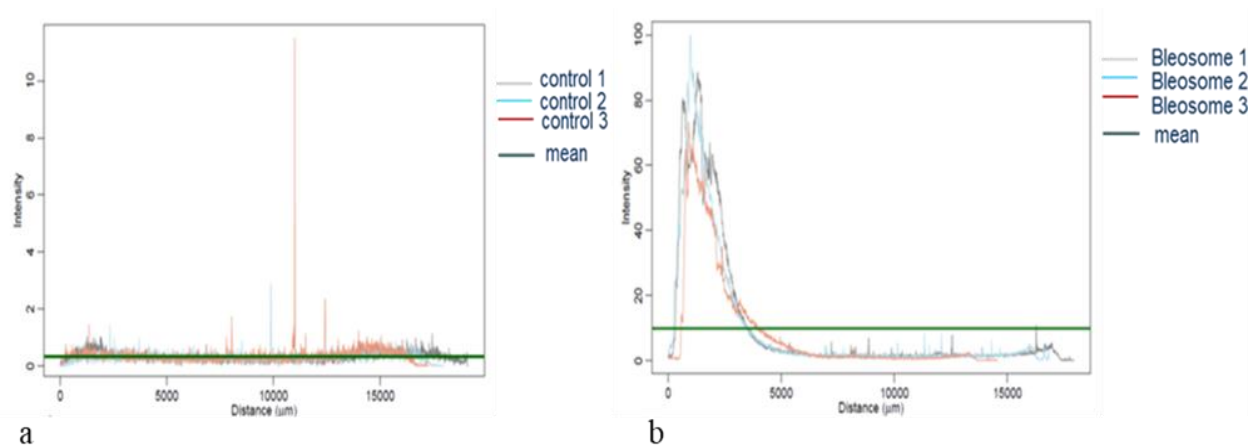 10
8
6
4
2
0
Intensity
0 5000 10000 15000
Distance (μm)
control 1
control 2
control 3
mean
a
100
80
60
40
20
0
Intensity
0 5000 10000 15000
Distance (μm)
Bleosome 1
Bleosome 2
Bleosome 3
mean
b